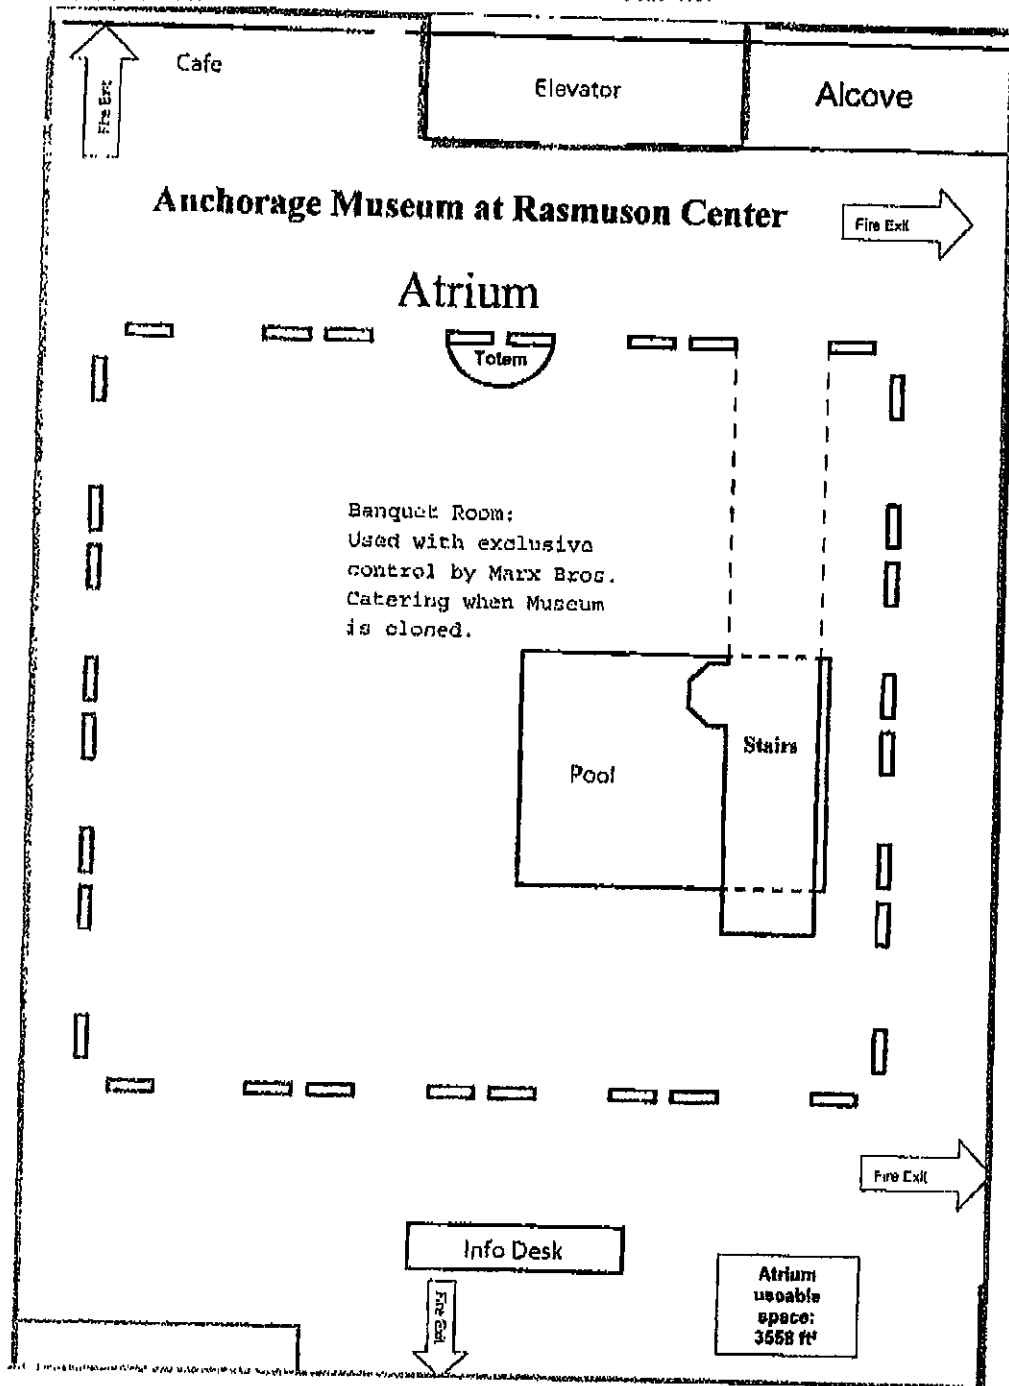 Cafe
Elevator
Alcove
Fire Exit
Anchorage Museum at Rasmuson Center
Fire Exit
Atrium
Totem
Banquet Room:
Used with exclusive
control by Marx Bros.
Catering when Museum
is cloned.
Stairs
Pool
Fire Exit
Info Desk
Fire Exit
Atrium
usoable
space:
3558 ft²